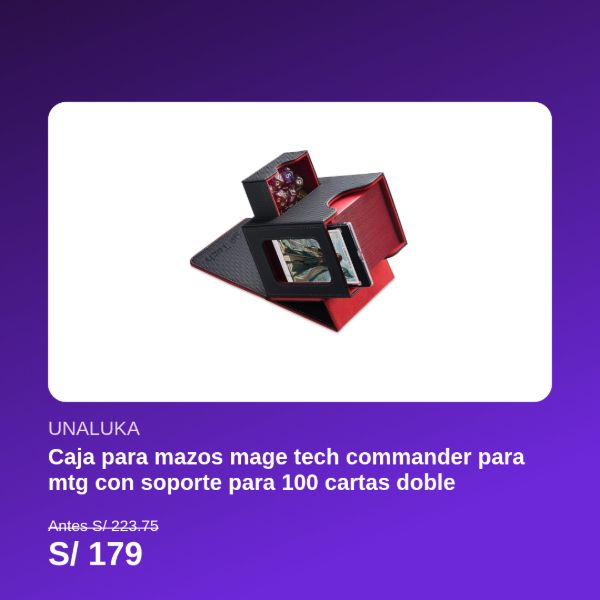 UNALUKA
Caja para mazos mage tech commander para
mtg con soporte para 100 cartas doble
Antes S/ 223.75
S/ 179